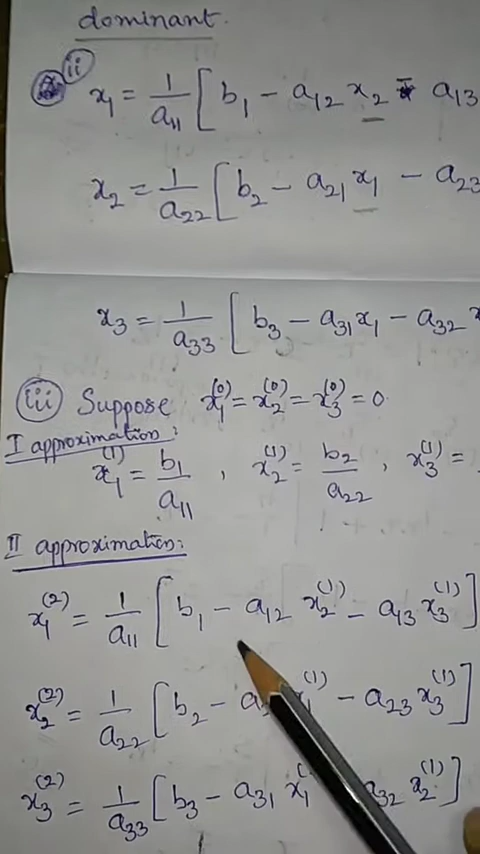 dominant.
(ii) x₁ = 1/a₁₁ [ b₁ - a₁₂ x₂ - a₁₃
x₂ = 1/a₂₂ [ b₂ - a₂₁ x₁ - a₂₃
x₃ = 1/a₃₃ [ b₃ - a₃₁ x₁ - a₃₂
(iii) Suppose x₁⁽⁰⁾ = x₂⁽⁰⁾ = x₃⁽⁰⁾ = 0.
I approximation:
x₁⁽¹⁾ = b₁/a₁₁ , x₂⁽¹⁾ = b₂/a₂₂ , x₃⁽¹⁾ =
II approximation:
x₁⁽²⁾ = 1/a₁₁ [ b₁ - a₁₂ x₂⁽¹⁾ - a₁₃ x₃⁽¹⁾ ]
x₂⁽²⁾ = 1/a₂₂ [ b₂ - x₁⁽¹⁾ - a₂₃ x₃⁽¹⁾ ]
x₃⁽²⁾ = 1/a₃₃ [ b₃ - a₃₁ x₁ a₃₂ x₂⁽¹⁾ ]